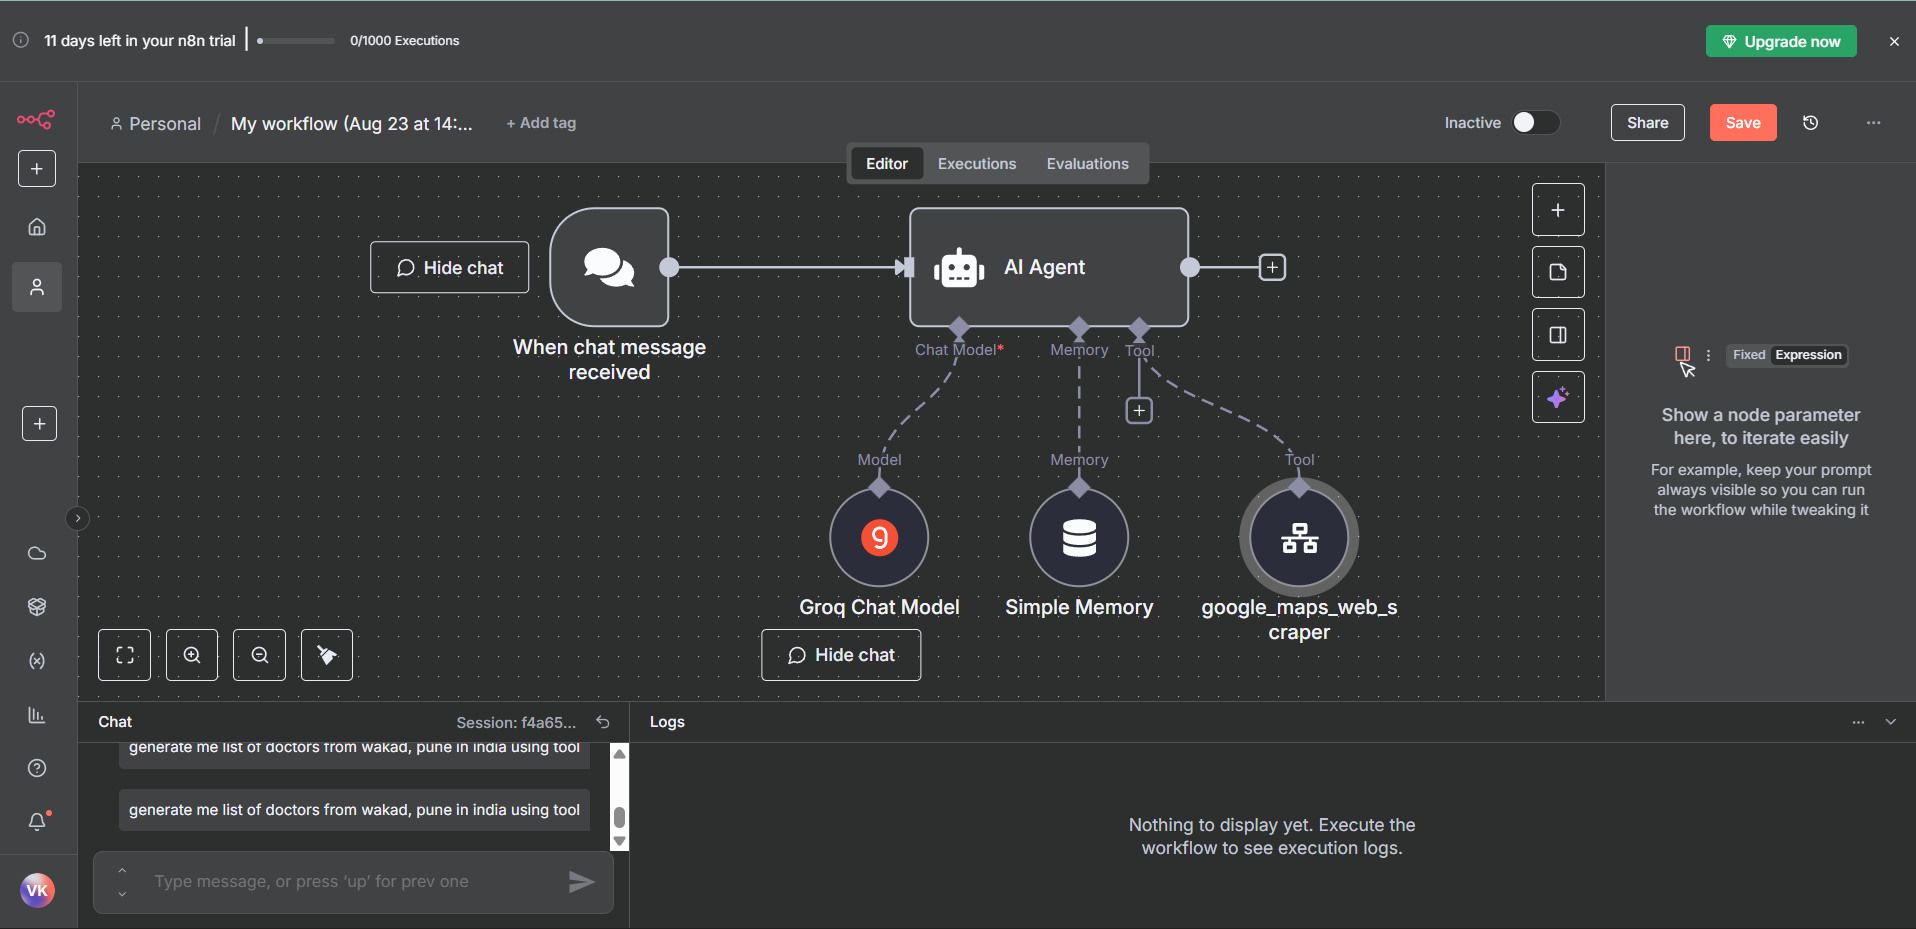 11 days left in your n8n trial
0/1000 Executions
Upgrade now
Personal / My workflow (Aug 23 at 14:...
+ Add tag
Inactive
Share
Save
Editor
Executions
Evaluations
Hide chat
AI Agent
When chat message
received
Chat Model*
Memory
Tool
Fixed
Expression
Show a node parameter
here, to iterate easily
For example, keep your prompt
always visible so you can run
the workflow while tweaking it
Model
Memory
Tool
9
Groq Chat Model
Simple Memory
google_maps_web_s
craper
Hide chat
Chat
Session: f4a65...
Logs
generate me list of doctors from wakad, pune in india using tool
generate me list of doctors from wakad, pune in india using tool
Type message, or press ‘up’ for prev one
Nothing to display yet. Execute the
workflow to see execution logs.
VK